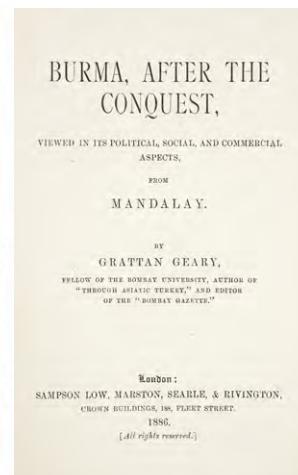 BURMA, AFTER THE
CONQUEST,
VIEWED IN ITS POLITICAL, SOCIAL, AND COMMERCIAL
ASPECTS,
FROM
MANDALAY.
BY
GRATTAN GEARY,
FELLOW OF THE BOMBAY UNIVERSITY, AUTHOR OF
"THROUGH ASIATIC TURKEY," AND EDITOR
OF THE "BOMBAY GAZETTE."
London:
SAMPSON LOW, MARSTON, SEARLE, & RIVINGTON,
CROWN BUILDINGS, 188, FLEET STREET.
1886.
[All rights reserved.]